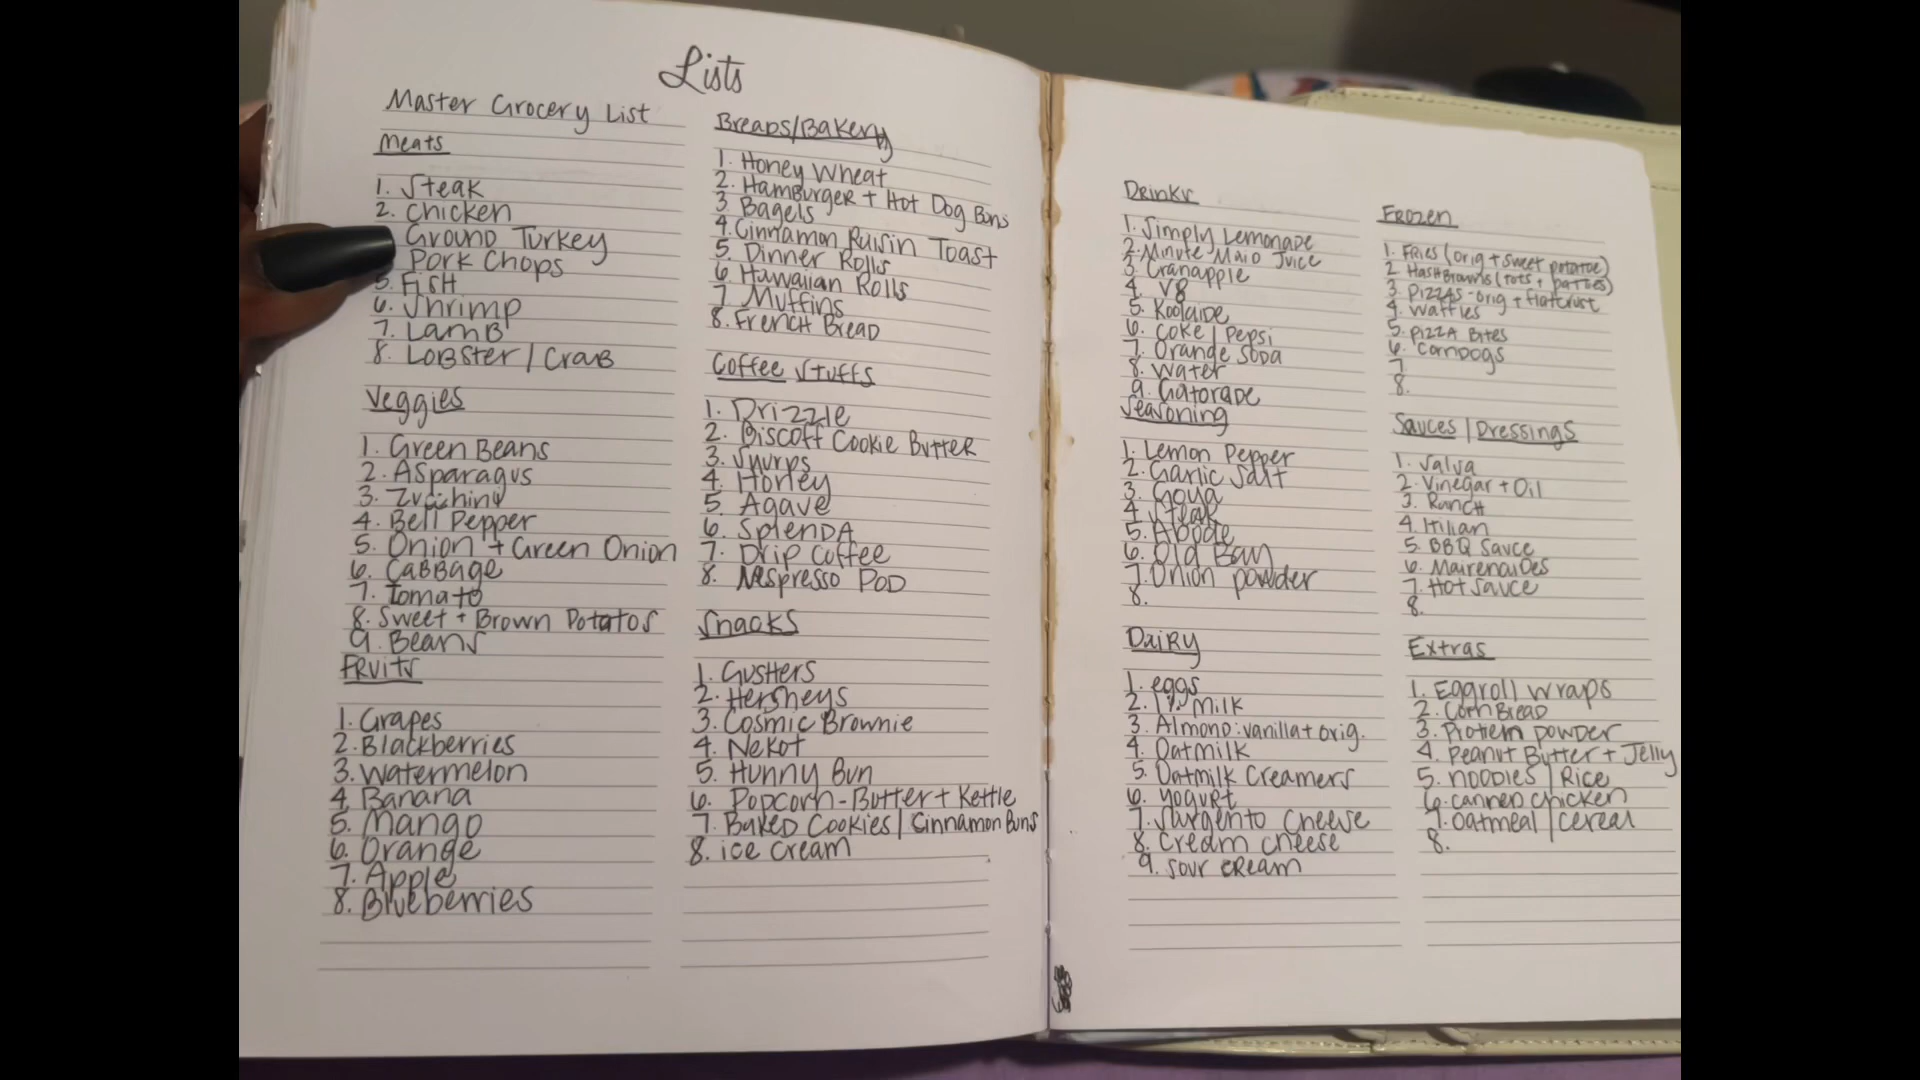 Lists
Master Grocery List
Meats
1. Steak
2. Chicken
Ground Turkey
Pork Chops
5. Fish
6. Shrimp
7. Lamb
8. Lobster / Crab
Veggies
1. Green Beans
2. Asparagus
3. Zucchini
4. Bell Pepper
5. Onion + Green Onion
6. Cabbage
7. Tomato
8. Sweet + Brown Potatos
9. Beans
Fruits
1. Grapes
2. Blackberries
3. Watermelon
4. Banana
5. Mango
6. Orange
7. Apple
8. Blueberries
Breads/Bakery
1. Honey Wheat
2. Hamburger + Hot Dog Buns
3. Bagels
4. Cinnamon Raisin Toast
5. Dinner Rolls
6. Hawaiian Rolls
7. Muffins
8. French Bread
Coffee Stuffs
1. Drizzle
2. Biscoff Cookie Butter
3. Syurps
4. Honey
5. Agave
6. Splenda
7. Drip Coffee
8. Nespresso Pod
Snacks
1. Gushers
2. Hersheys
3. Cosmic Brownie
4. Nekot
5. Hunny Bun
6. Popcorn - Butter + Kettle
7. Baked Cookies / Cinnamon Buns
8. ice cream
Drinks
1. Simply Lemonade
2. Minute-Maid Juice
3. Cranapple
4. V8
5. Koolaide
6. Coke / Pepsi
7. Orange Soda
8. Water
9. Gatorade
Seasoning
1. Lemon Pepper
2. Garlic Salt
3. Goya
4. Steak
5. Abode
6. Old Bay
7. Onion powder
8.
Dairy
1. eggs
2. 1% Milk
3. Almond: vanilla + orig.
4. Oatmilk
5. Oatmilk Creamers
6. yogurt
7. Sargento Cheese
8. Cream cheese
9. sour cream
Frozen
1. Fries (orig + sweet potatoe)
2. Hashbrowns (tots + patties)
3. Pizzas - orig + flatcrust
4. Waffles
5. Pizza Bites
6. Corndogs
7
8.
Sauces / Dressings
1. Salsa
2. Vinegar + Oil
3. Ranch
4. Itilian
5. BBQ Sauce
6. Mairenaides
7. Hot Sauce
8.
Extras
1. Eggroll wraps
2. Corn Bread
3. Protein powder
4. Peanut Butter + Jelly
5. noodles / Rice
6. canned chicken
7. oatmeal / cereal
8.